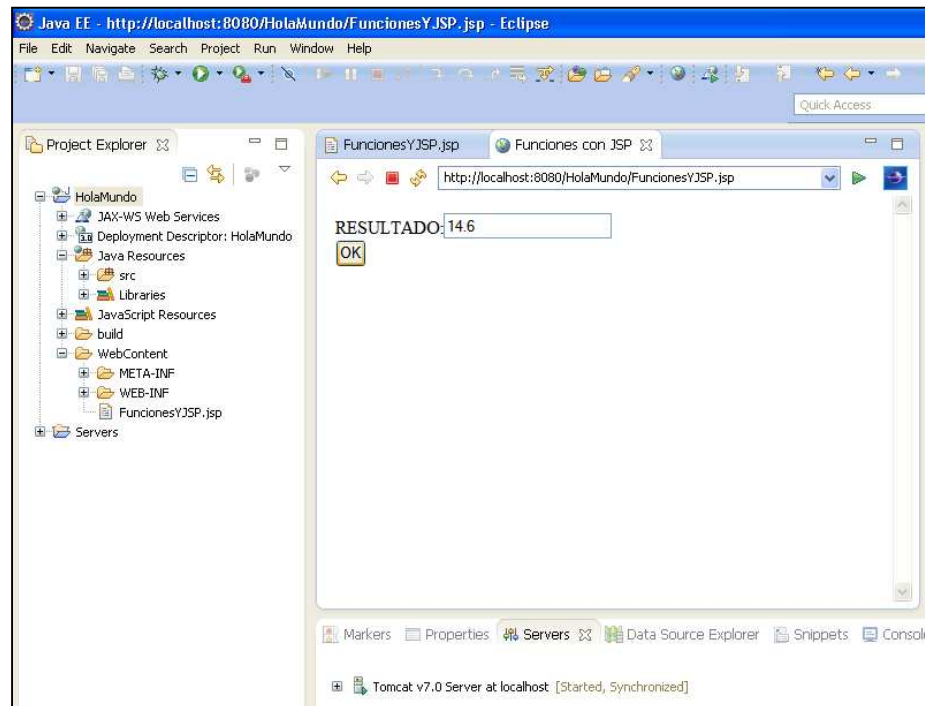 Java EE - http://localhost:8080/HolaMundo/FuncionesYJSP.jsp - Eclipse
File Edit Navigate Search Project Run Window Help
Quick Access
Project Explorer
HolaMundo
JAX-WS Web Services
Deployment Descriptor: HolaMundo
Java Resources
src
Libraries
JavaScript Resources
build
WebContent
META-INF
WEB-INF
FuncionesYJSP.jsp
Servers
FuncionesYJSP.jsp
Funciones con JSP
http://localhost:8080/HolaMundo/FuncionesYJSP.jsp
RESULTADO: 14.6
OK
Markers Properties Servers Data Source Explorer Snippets Consol
Tomcat v7.0 Server at localhost [Started, Synchronized]